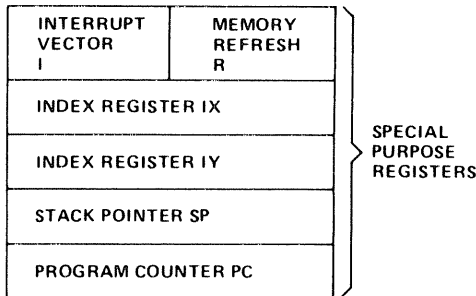 INTERRUPT
VECTOR
I
MEMORY
REFRESH
R
INDEX REGISTER IX
INDEX REGISTER IY
STACK POINTER SP
PROGRAM COUNTER PC
SPECIAL
PURPOSE
REGISTERS